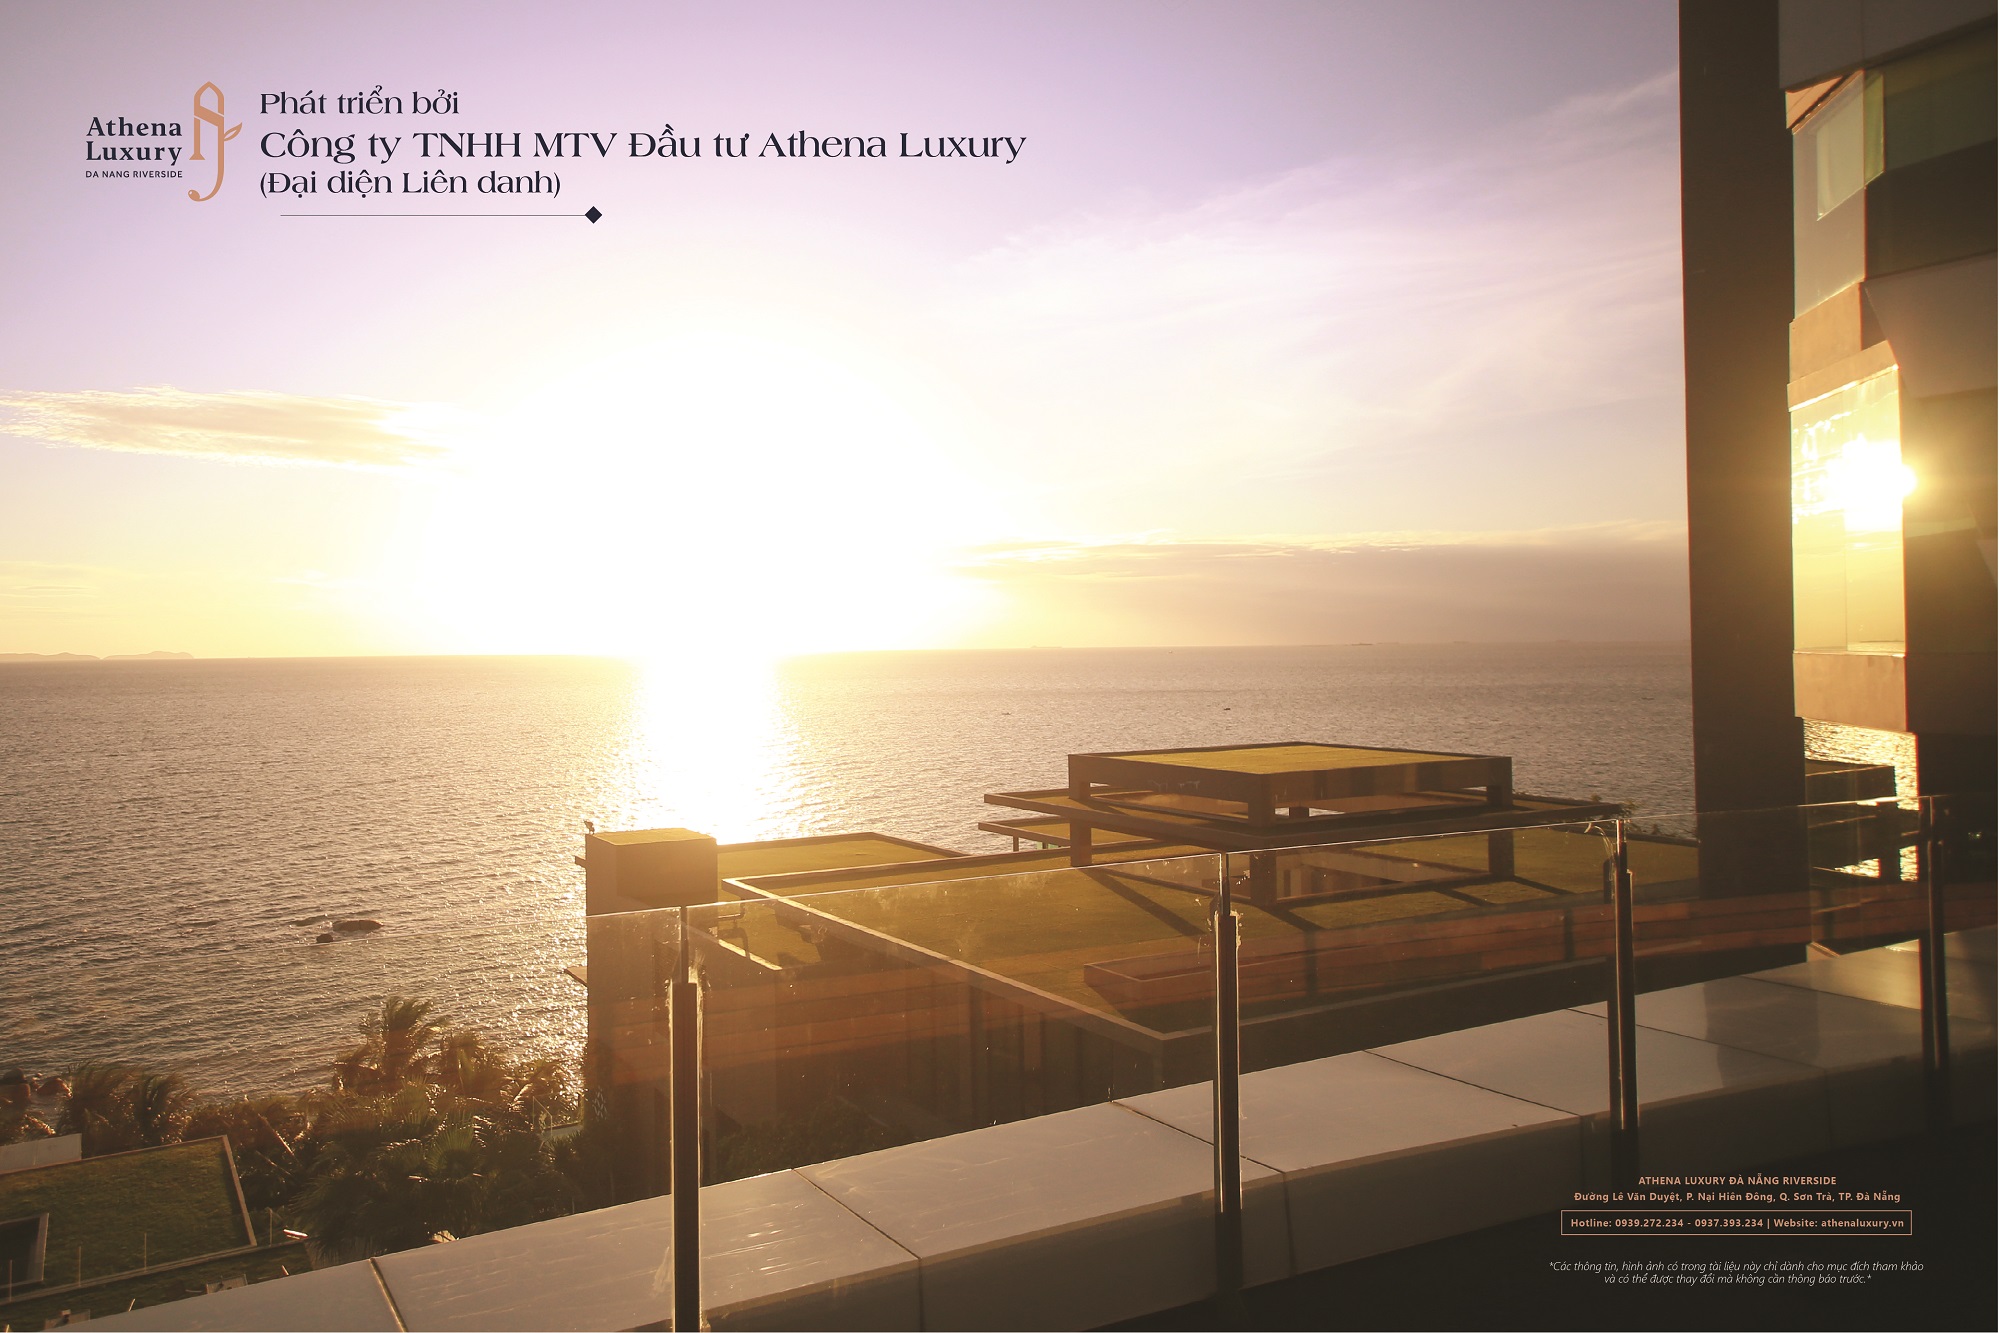 Athena
Luxury
DA NANG RIVERSIDE
Phát triển bởi
Công ty TNHH MTV Đầu tư Athena Luxury
(Đại diện Liên danh)
ATHENA LUXURY ĐÀ NẴNG RIVERSIDE
Đường Lê Văn Duyệt, P. Nại Hiên Đông, Q. Sơn Trà, TP. Đà Nẵng
Hotline: 0939.272.234 - 0937.393.234 | Website: athenaluxury.vn
*Các thông tin, hình ảnh có trong tài liệu này chỉ dành cho mục đích tham khảo
và có thể được thay đổi mà không cần thông báo trước.*